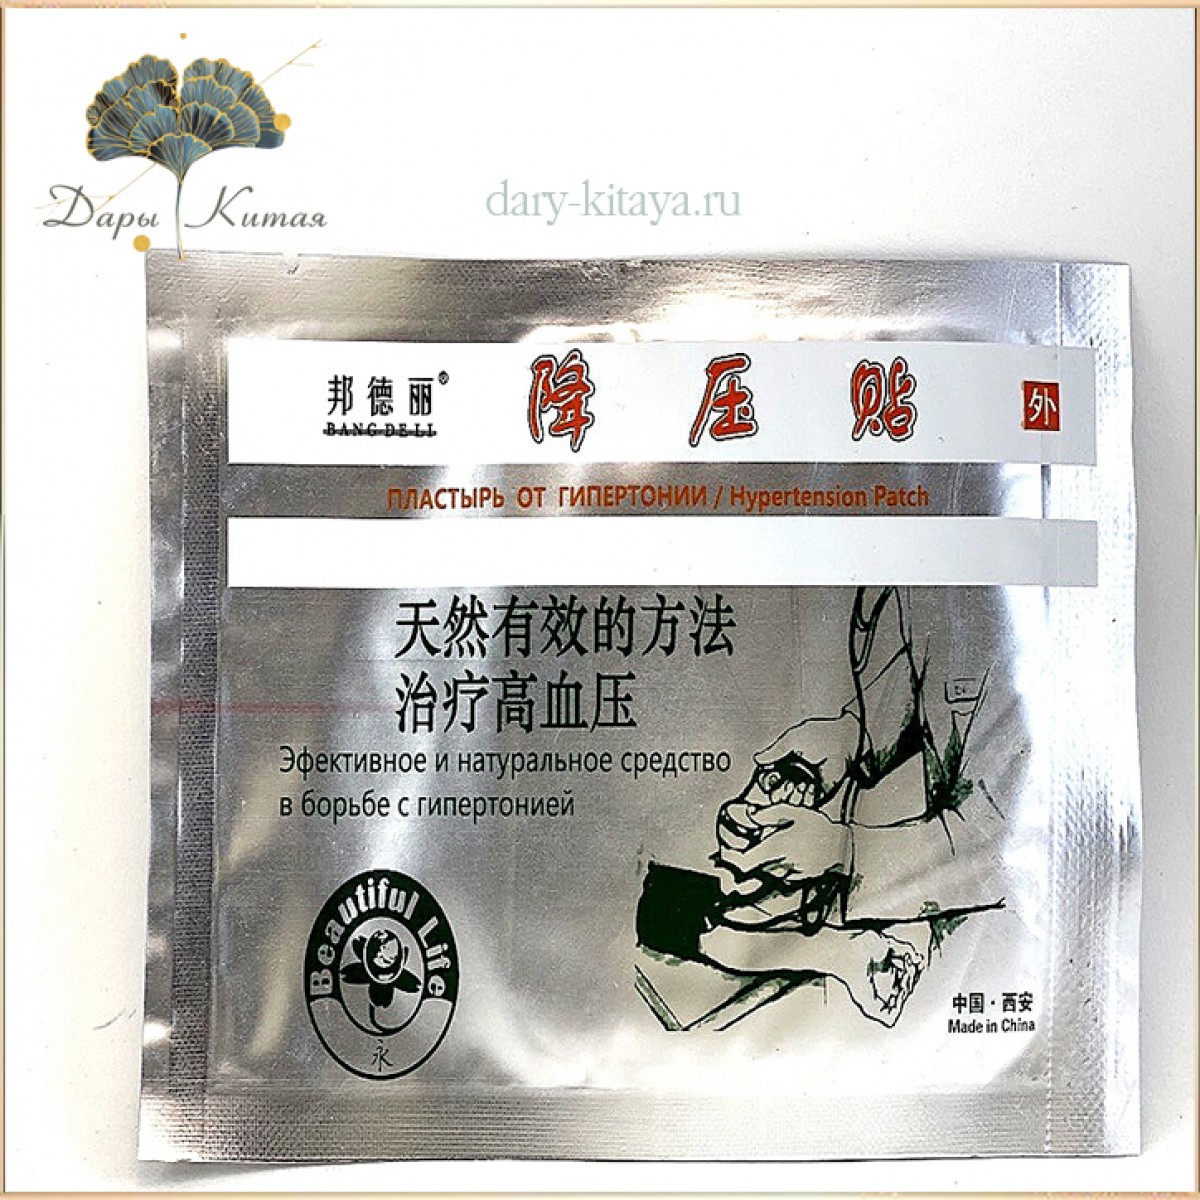 Дары Китая
dary-kitaya.ru
邦德丽®
BANG DE LI
降压贴
外
ПЛАСТЫРЬ ОТ ГИПЕРТОНИИ / Hypertension Patch
天然有效的方法
治疗高血压
Эфективное и натуральное средство
в борьбе с гипертонией
Beautiful Life
永
中国·西安
Made in China